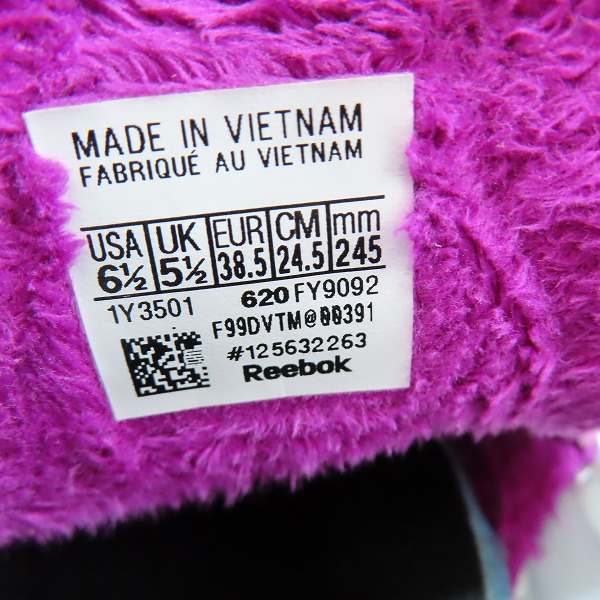 MADE IN VIETNAM
FABRIQUÉ AU VIETNAM
USA UK EUR CM mm
6½ 5½ 38.5 24.5 245
1Y3501 620 FY9092
F99DVTM@00391
#125632263
Reebok